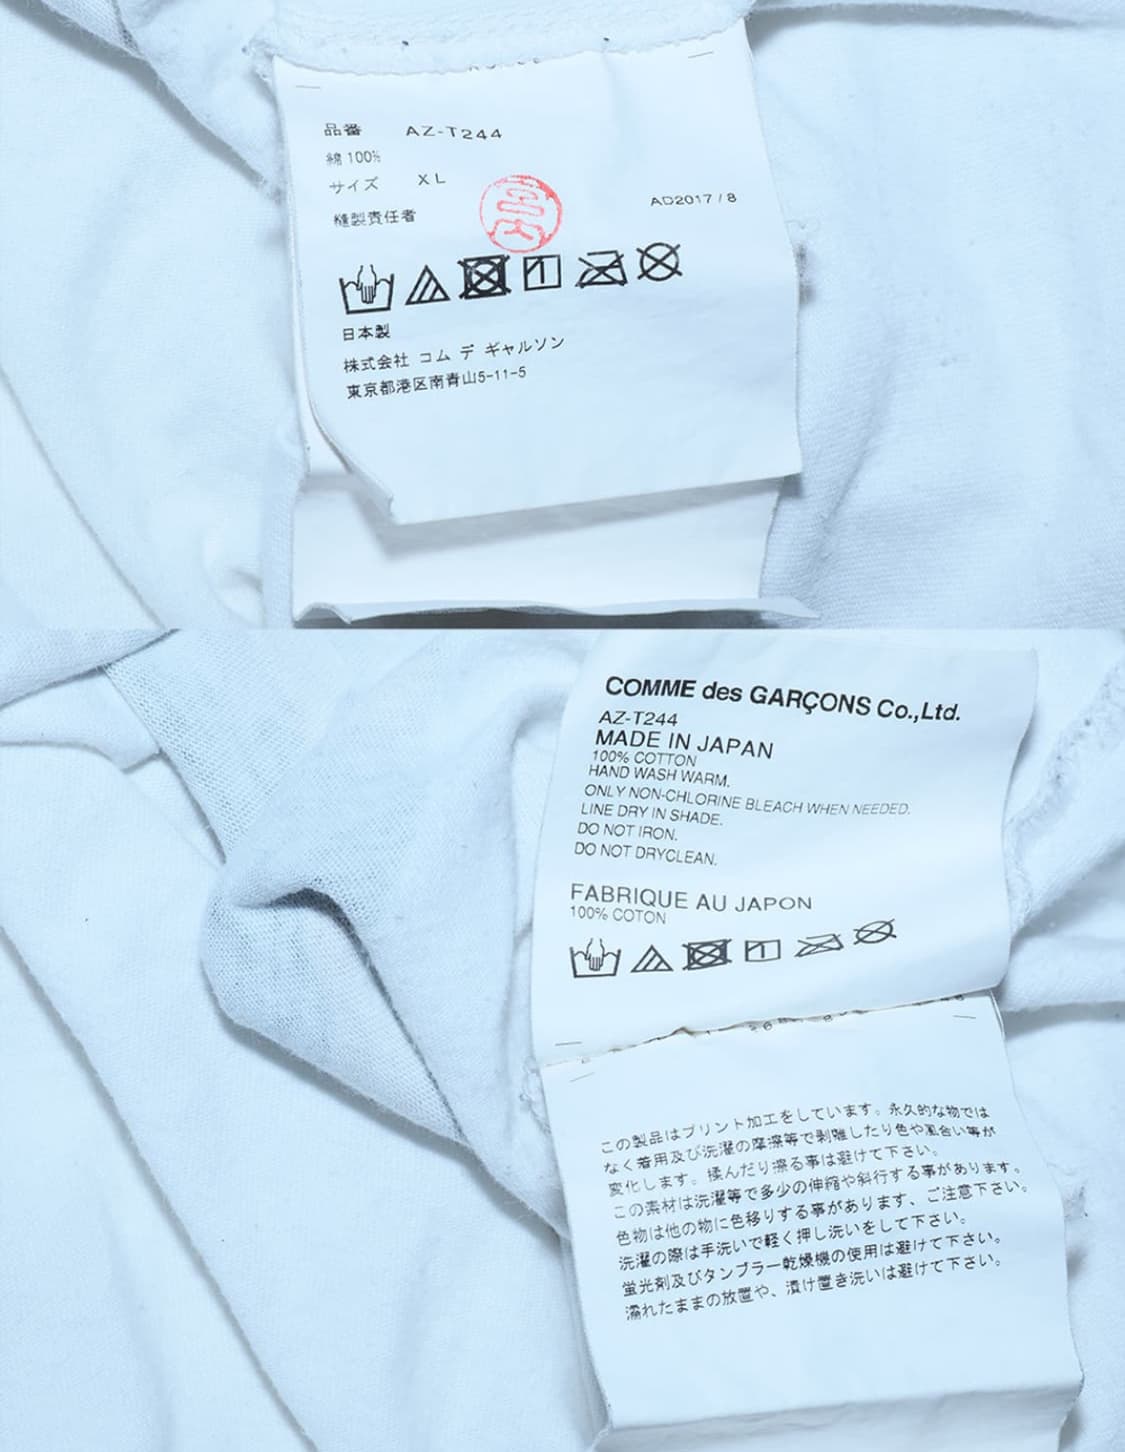 品番 AZ-T244
綿 100%
サイズ XL
縫製責任者
AD2017 / 8
日本製
株式会社 コム デ ギャルソン
東京都港区南青山5-11-5
COMME des GARÇONS Co.,Ltd.
AZ-T244
MADE IN JAPAN
100% COTTON
HAND WASH WARM.
ONLY NON-CHLORINE BLEACH WHEN NEEDED.
LINE DRY IN SHADE.
DO NOT IRON.
DO NOT DRYCLEAN.
FABRIQUE AU JAPON
100% COTON
この製品はプリント加工をしています。永久的な物では
なく着用及び洗濯の摩擦等で剥離したり色や風合い等が
変化します。揉んだり擦る事は避けて下さい。
この素材は洗濯等で多少の伸縮や斜行する事があります。
色物は他の物に色移りする事があります、ご注意下さい。
洗濯の際は手洗いで軽く押し洗いをして下さい。
蛍光剤及びタンブラー乾燥機の使用は避けて下さい。
濡れたままの放置や、漬け置き洗いは避けて下さい。